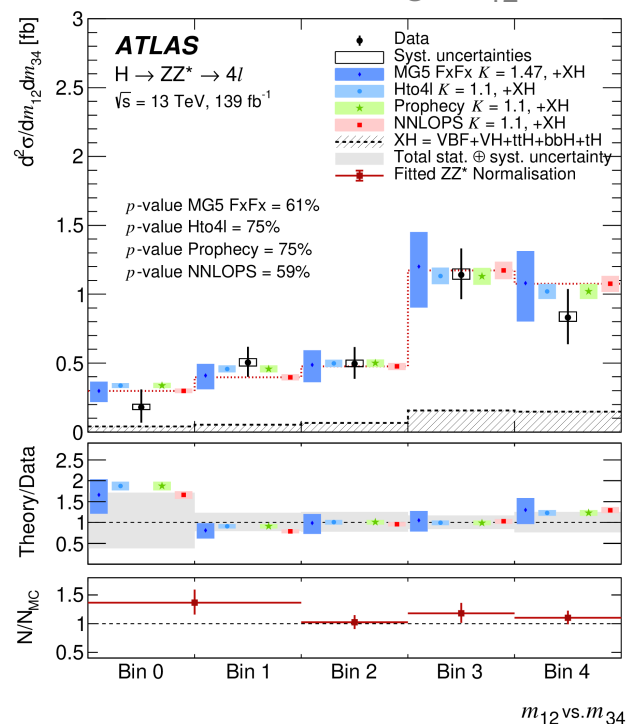 12
ATLAS
H → ZZ* → 4l
√s = 13 TeV, 139 fb⁻¹
Data
Syst. uncertainties
MG5 FxFx K = 1.47, +XH
Hto4l K = 1.1, +XH
Prophecy K = 1.1, +XH
NNLOPS K = 1.1, +XH
XH = VBF+VH+ttH+bbH+tH
Total stat. ⊕ syst. uncertainty
Fitted ZZ* Normalisation
p-value MG5 FxFx = 61%
p-value Hto4l = 75%
p-value Prophecy = 75%
p-value NNLOPS = 59%
d²σ/dm₁₂dm₃₄ [fb]
3
2.5
2
1.5
1
0.5
0
Theory/Data
2.5
2
1.5
1
0.5
N/N_MC
1.5
1
0.5
Bin 0 Bin 1 Bin 2 Bin 3 Bin 4
m₁₂ vs. m₃₄